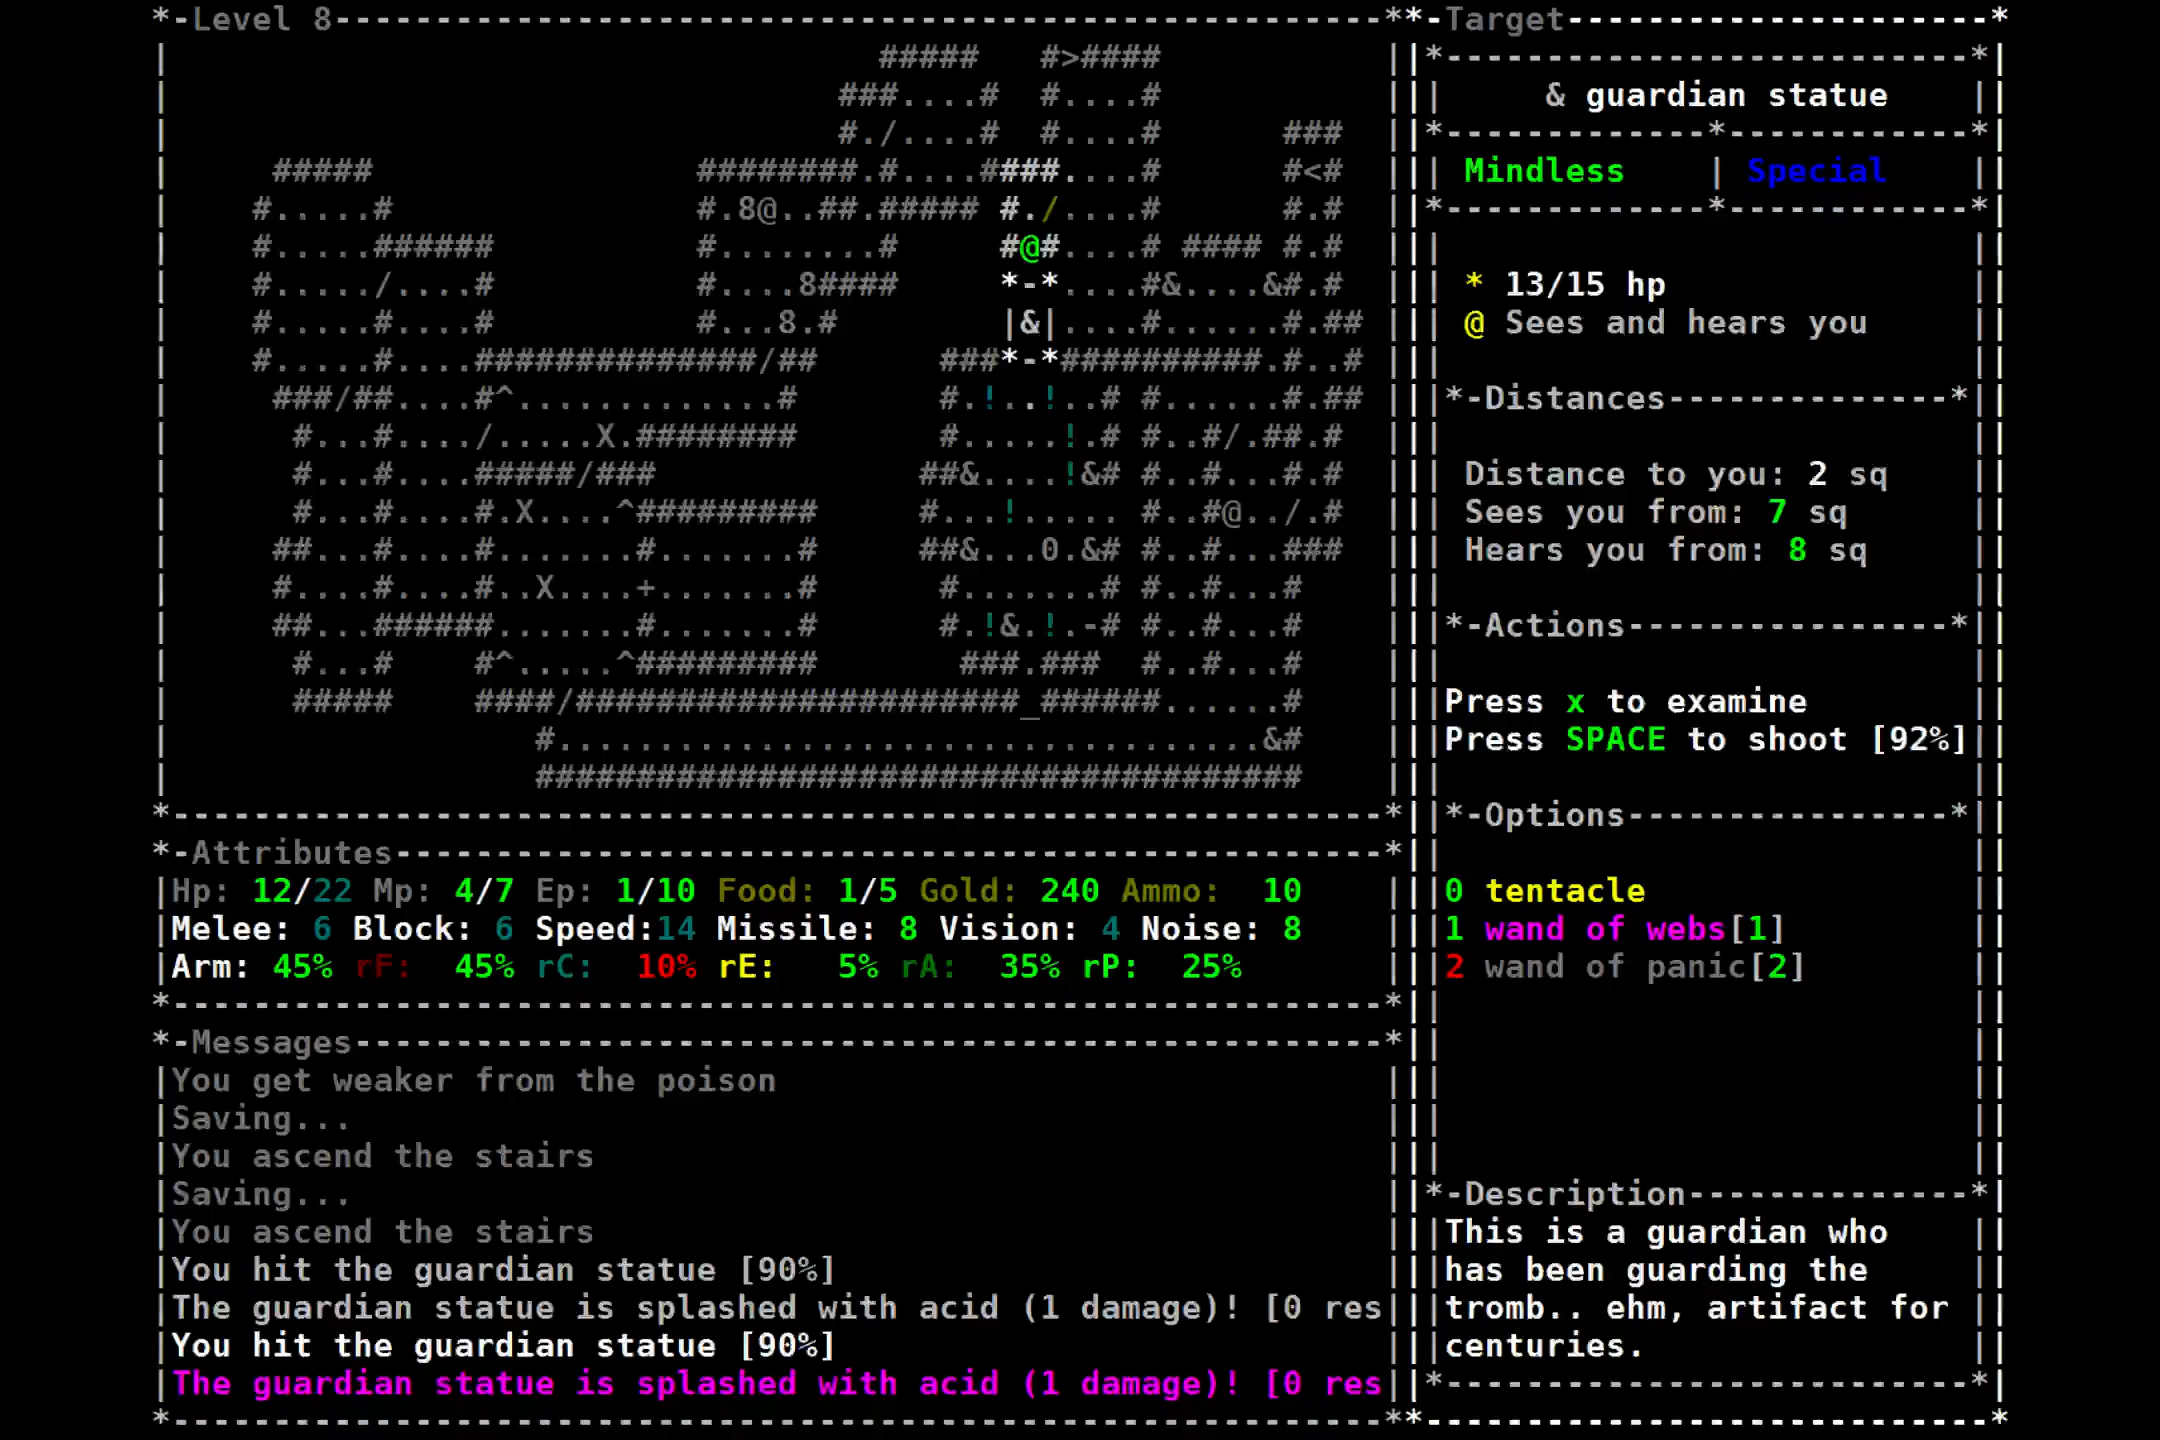 Level 8
Target
& guardian statue
Mindless | Special
* 13/15 hp
@ Sees and hears you
Distances
Distance to you: 2 sq
Sees you from: 7 sq
Hears you from: 8 sq
Actions
Press x to examine
Press SPACE to shoot [92%]
Options
0 tentacle
1 wand of webs[1]
2 wand of panic[2]
Description
This is a guardian who
has been guarding the
tromb.. ehm, artifact for
centuries.
Attributes
Hp: 12/22 Mp: 4/7 Ep: 1/10 Food: 1/5 Gold: 240 Ammo: 10
Melee: 6 Block: 6 Speed:14 Missile: 8 Vision: 4 Noise: 8
Arm: 45% rF: 45% rC: 10% rE: 5% rA: 35% rP: 25%
Messages
You get weaker from the poison
Saving...
You ascend the stairs
Saving...
You ascend the stairs
You hit the guardian statue [90%]
The guardian statue is splashed with acid (1 damage)! [0 res
You hit the guardian statue [90%]
The guardian statue is splashed with acid (1 damage)! [0 res